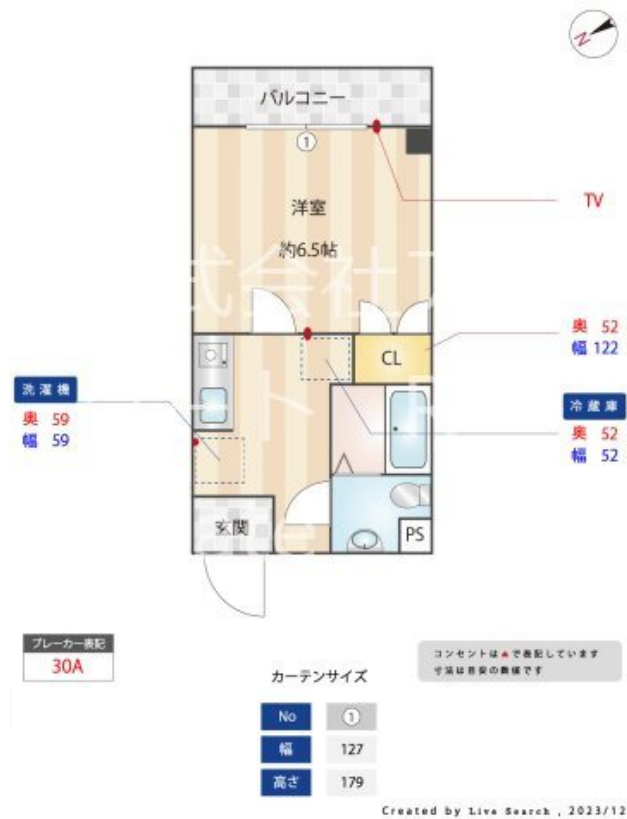 N
バルコニー
①
TV
洋室
約6.5帖
式会社
奥 52
幅 122
CL
洗濯機
奥 59
幅 59
冷蔵庫
奥 52
幅 52
玄関
PS
ブレーカー表記
30A
コンセントは▲で表記しています
寸法は目安の数値です
カーテンサイズ
No ①
幅 127
高さ 179
Created by Live Search , 2023/12